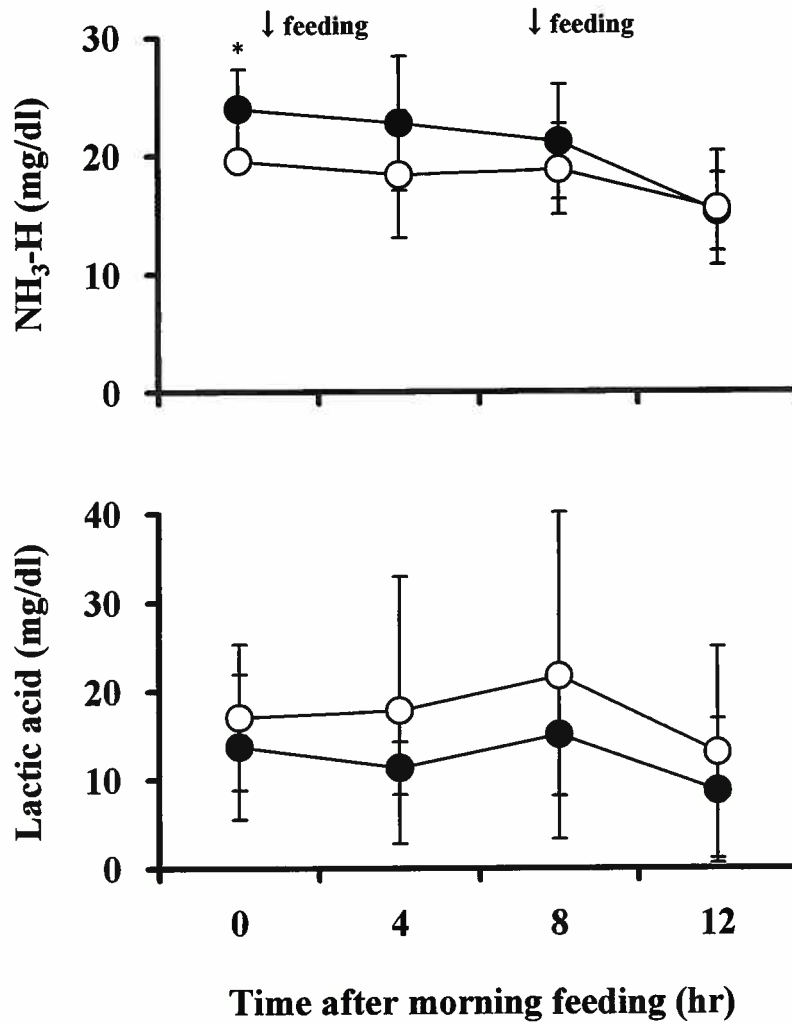 ↓ feeding ↓ feeding
30
*
20
10
0
NH₃-H (mg/dl)
40
30
20
10
0
Lactic acid (mg/dl)
0 4 8 12
Time after morning feeding (hr)